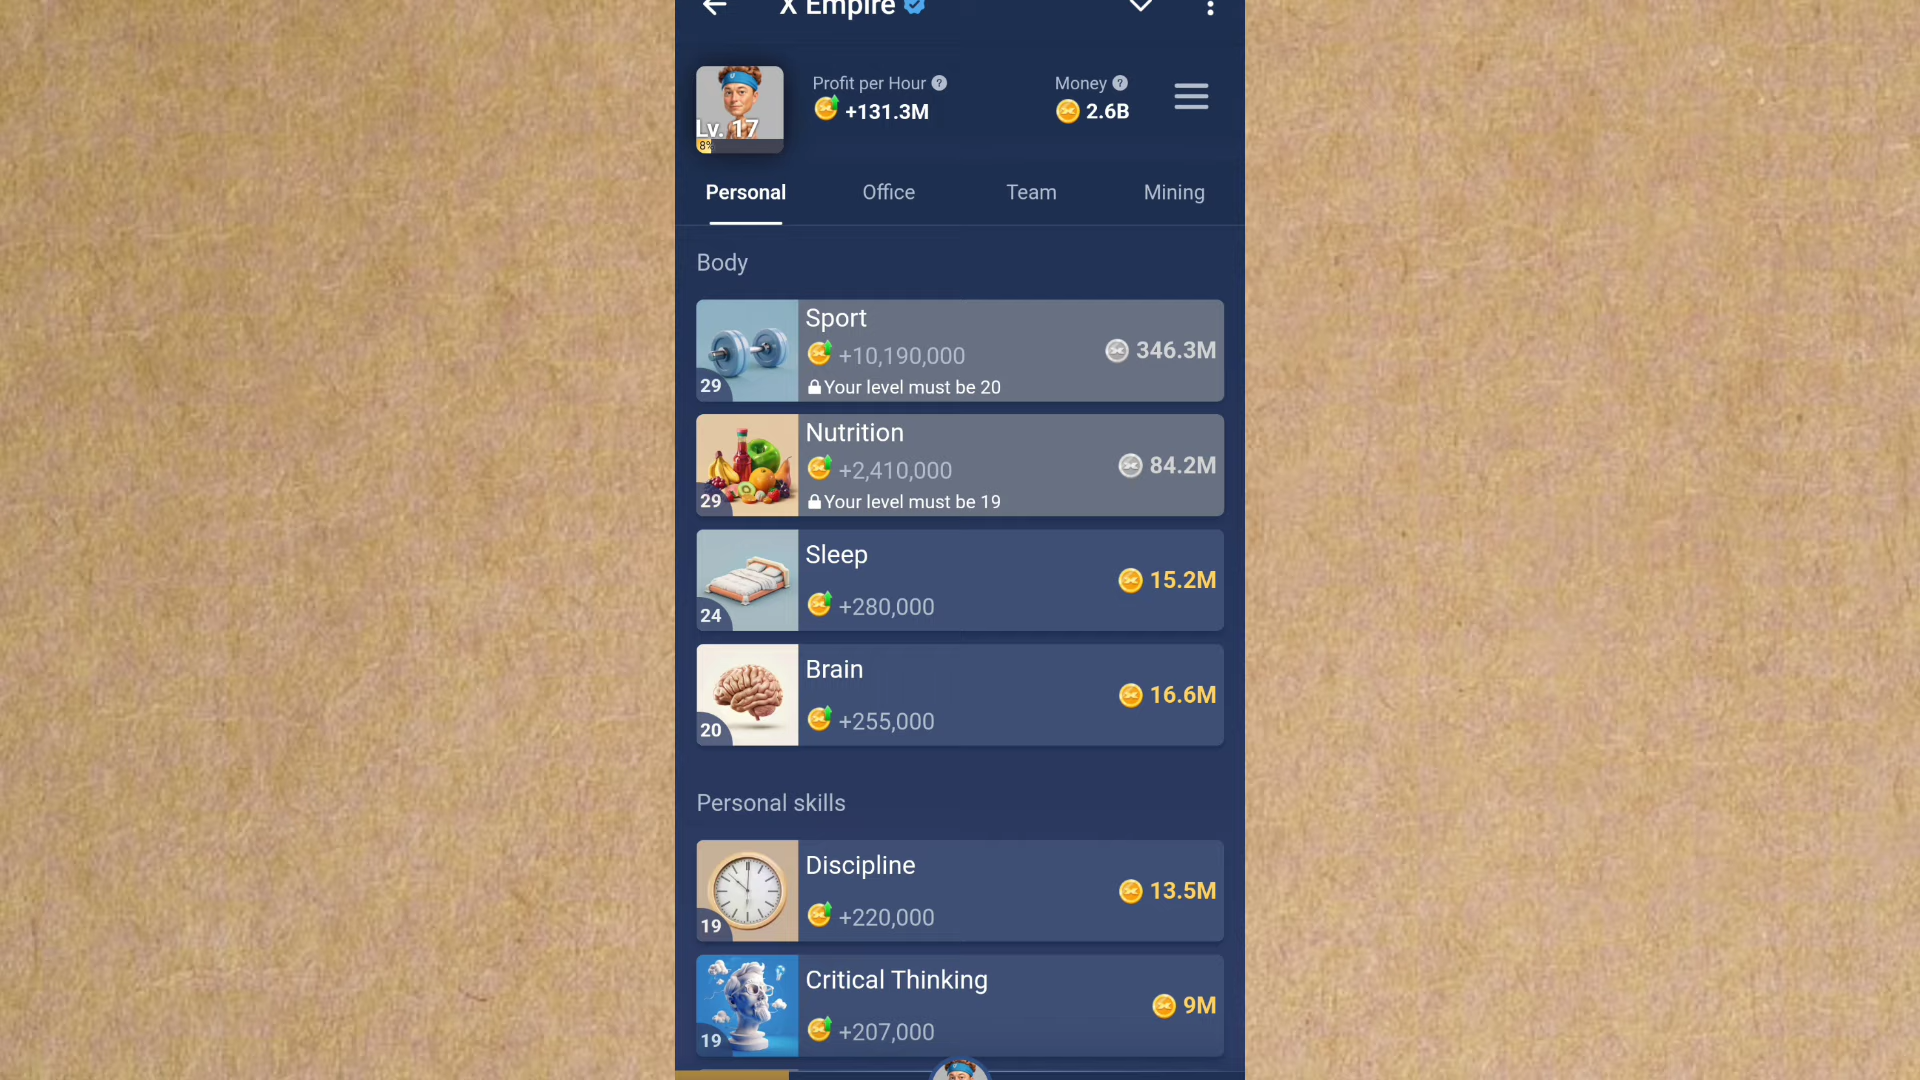 X Empire
Profit per Hour ?
+131.3M
Money ?
2.6B
Lv. 17
8%
Personal
Office
Team
Mining
Body
Sport
+10,190,000
Your level must be 20
346.3M
29
Nutrition
+2,410,000
Your level must be 19
84.2M
29
Sleep
+280,000
15.2M
24
Brain
+255,000
16.6M
20
Personal skills
Discipline
+220,000
13.5M
19
Critical Thinking
+207,000
9M
19